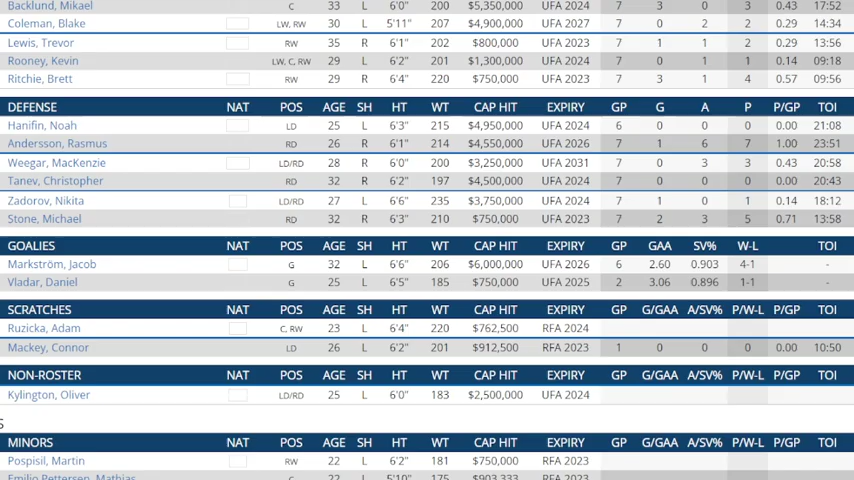 Backlund, Mikael C 33 L 6'0" 200 $5,350,000 UFA 2024 7 3 0 3 0.43 17:52
Coleman, Blake LW, RW 30 L 5'11" 207 $4,900,000 UFA 2027 7 0 2 2 0.29 14:34
Lewis, Trevor RW 35 R 6'1" 202 $800,000 UFA 2023 7 1 1 2 0.29 13:56
Rooney, Kevin LW, C, RW 29 L 6'2" 201 $1,300,000 UFA 2024 7 0 1 1 0.14 09:18
Ritchie, Brett RW 29 R 6'4" 220 $750,000 UFA 2023 7 3 1 4 0.57 09:56
DEFENSE NAT POS AGE SH HT WT CAP HIT EXPIRY GP G A P P/GP TOI
Hanifin, Noah LD 25 L 6'3" 215 $4,950,000 UFA 2024 6 0 0 0 0.00 21:08
Andersson, Rasmus RD 26 R 6'1" 214 $4,550,000 UFA 2026 7 1 6 7 1.00 23:51
Weegar, MacKenzie LD/RD 28 R 6'0" 200 $3,250,000 UFA 2031 7 0 3 3 0.43 20:58
Tanev, Christopher RD 32 R 6'2" 197 $4,500,000 UFA 2024 7 0 0 0 0.00 20:43
Zadorov, Nikita LD/RD 27 L 6'6" 235 $3,750,000 UFA 2024 7 1 0 1 0.14 18:12
Stone, Michael RD 32 R 6'3" 210 $750,000 UFA 2023 7 2 3 5 0.71 13:58
GOALIES NAT POS AGE SH HT WT CAP HIT EXPIRY GP GAA SV% W-L TOI
Markström, Jacob G 32 L 6'6" 206 $6,000,000 UFA 2026 6 2.60 0.903 4-1 -
Vladar, Daniel G 25 L 6'5" 185 $750,000 UFA 2025 2 3.06 0.896 1-1 -
SCRATCHES NAT POS AGE SH HT WT CAP HIT EXPIRY GP G/GAA A/SV% P/W-L P/GP TOI
Ruzicka, Adam C, RW 23 L 6'4" 220 $762,500 RFA 2024
Mackey, Connor LD 26 L 6'2" 201 $912,500 RFA 2023 1 0 0 0 0.00 10:50
NON-ROSTER NAT POS AGE SH HT WT CAP HIT EXPIRY GP G/GAA A/SV% P/W-L P/GP TOI
Kylington, Oliver LD/RD 25 L 6'0" 183 $2,500,000 UFA 2024
S
MINORS NAT POS AGE SH HT WT CAP HIT EXPIRY GP G/GAA A/SV% P/W-L P/GP TOI
Pospisil, Martin RW 22 L 6'2" 181 $750,000 RFA 2023
Emilio Pettersen, Mathias C 22 L 5'10" 175 $903,333 RFA 2023